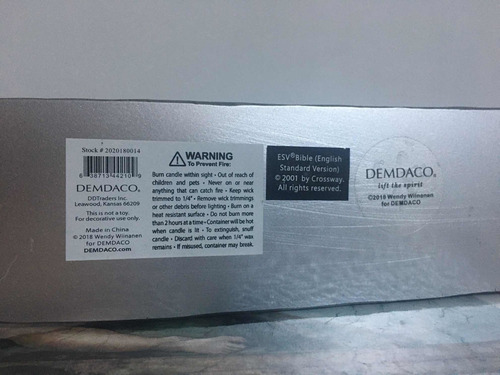 Stock # 2020180014
6 38713 44210 9
DEMDACO.
DDTraders Inc.
Leawood, Kansas 66209
This is not a toy.
For decorative use only.
Made in China
© 2018 Wendy Wiinanen
for DEMDACO
DEMDACO.com
WARNING
To Prevent Fire:
Burn candle within sight • Out of reach of
children and pets • Never on or near
anything that can catch fire • Keep wick
trimmed to 1/4" • Remove wick trimmings
or other debris before lighting • Burn on a
heat resistant surface • Do not burn more
than 2 hours at a time • Container will be hot
when candle is lit • To extinguish, snuff
candle • Discard with care when 1/4" wax
remains • If misused, container may break.
ESV® Bible (English
Standard Version)
© 2001 by Crossway.
All rights reserved.
DEMDACO.
lift the spirit
©2018 Wendy Wiinanen
for DEMDACO